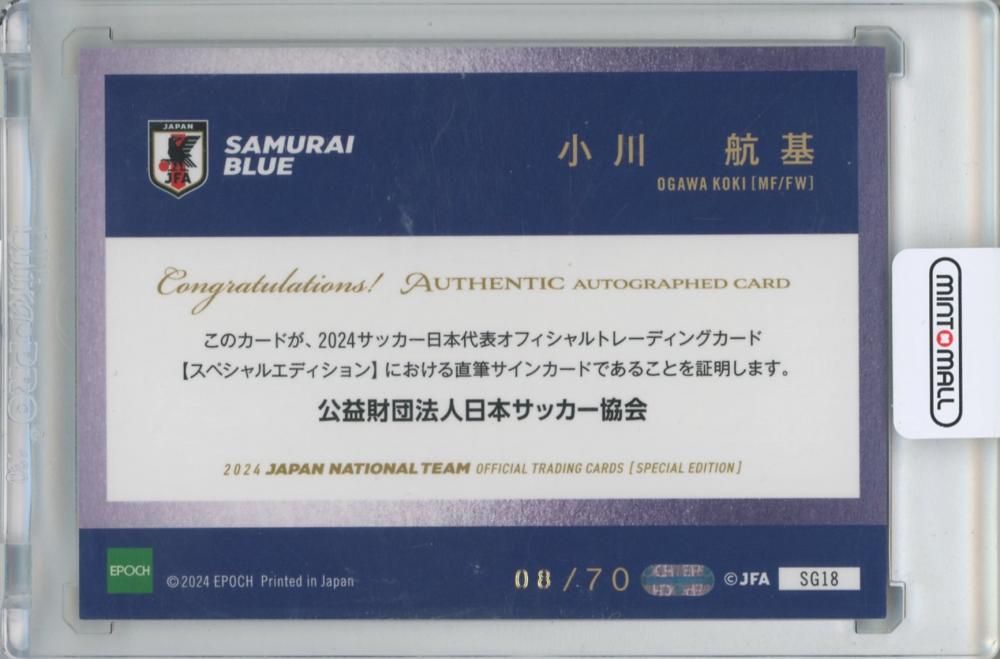 JAPAN
JFA
SAMURAI
BLUE
小川 航基
OGAWA KOKI [MF/FW]
Congratulations! AUTHENTIC AUTOGRAPHED CARD
このカードが、2024サッカー日本代表オフィシャルトレーディングカード
【スペシャルエディション】における直筆サインカードであることを証明します。
公益財団法人日本サッカー協会
2024 JAPAN NATIONAL TEAM OFFICIAL TRADING CARDS [SPECIAL EDITION]
EPOCH
©2024 EPOCH Printed in Japan
08/70
©JFA
SG18
MINT MALL